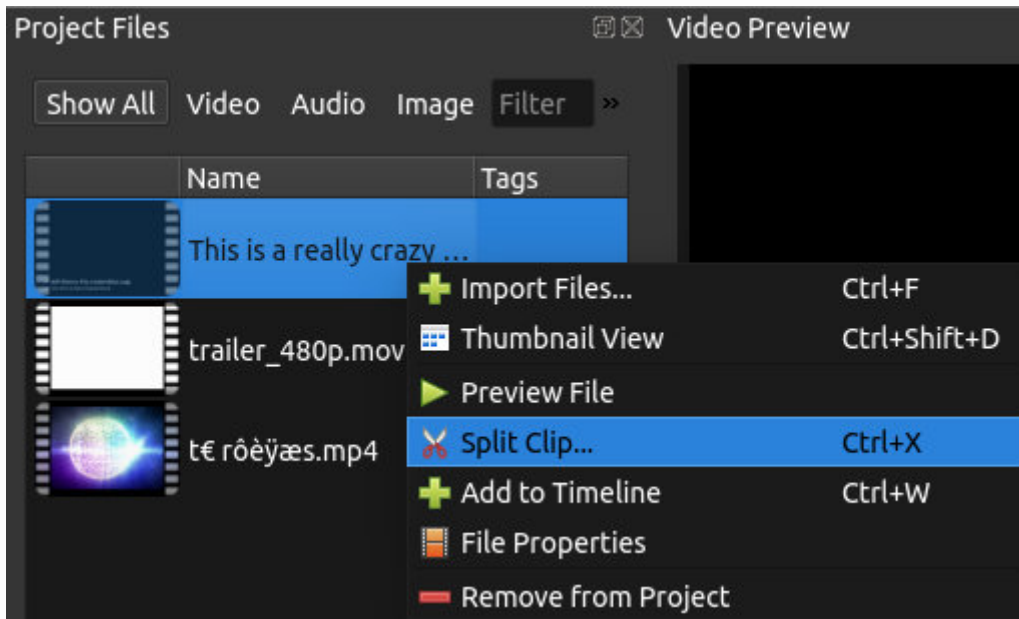 Project Files
Video Preview
Show All Video Audio Image Filter »
Name Tags
This is a really crazy ...
Import Files... Ctrl+F
Thumbnail View Ctrl+Shift+D
trailer_480p.mov
Preview File
Split Clip... Ctrl+X
t€ rôèÿæs.mp4
Add to Timeline Ctrl+W
File Properties
Remove from Project